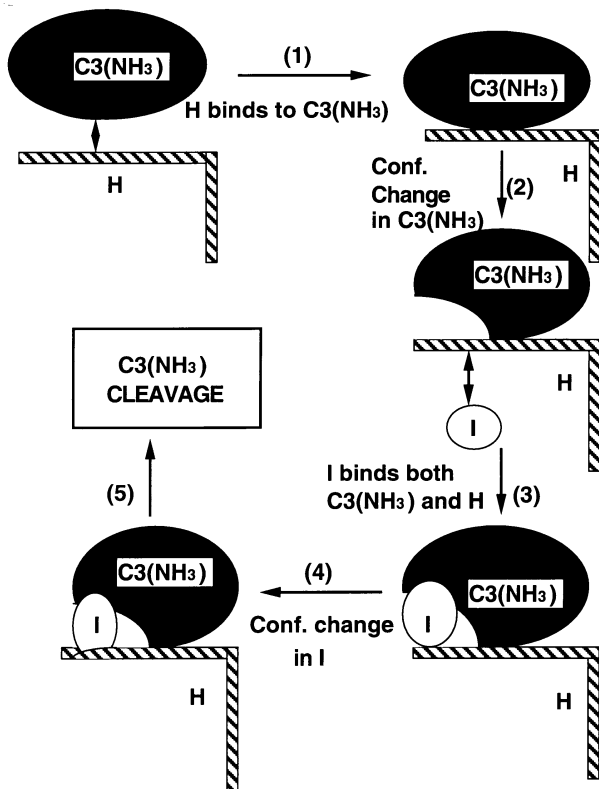 C3(NH₃)
(1)
H binds to C3(NH₃)
H
C3(NH₃)
H
Conf.
Change
in C3(NH₃)
(2)
C3(NH₃)
H
I
I binds both
C3(NH₃) and H
(3)
C3(NH₃)
I
H
(4)
Conf. change
in I
C3(NH₃)
I
H
(5)
C3(NH₃)
CLEAVAGE